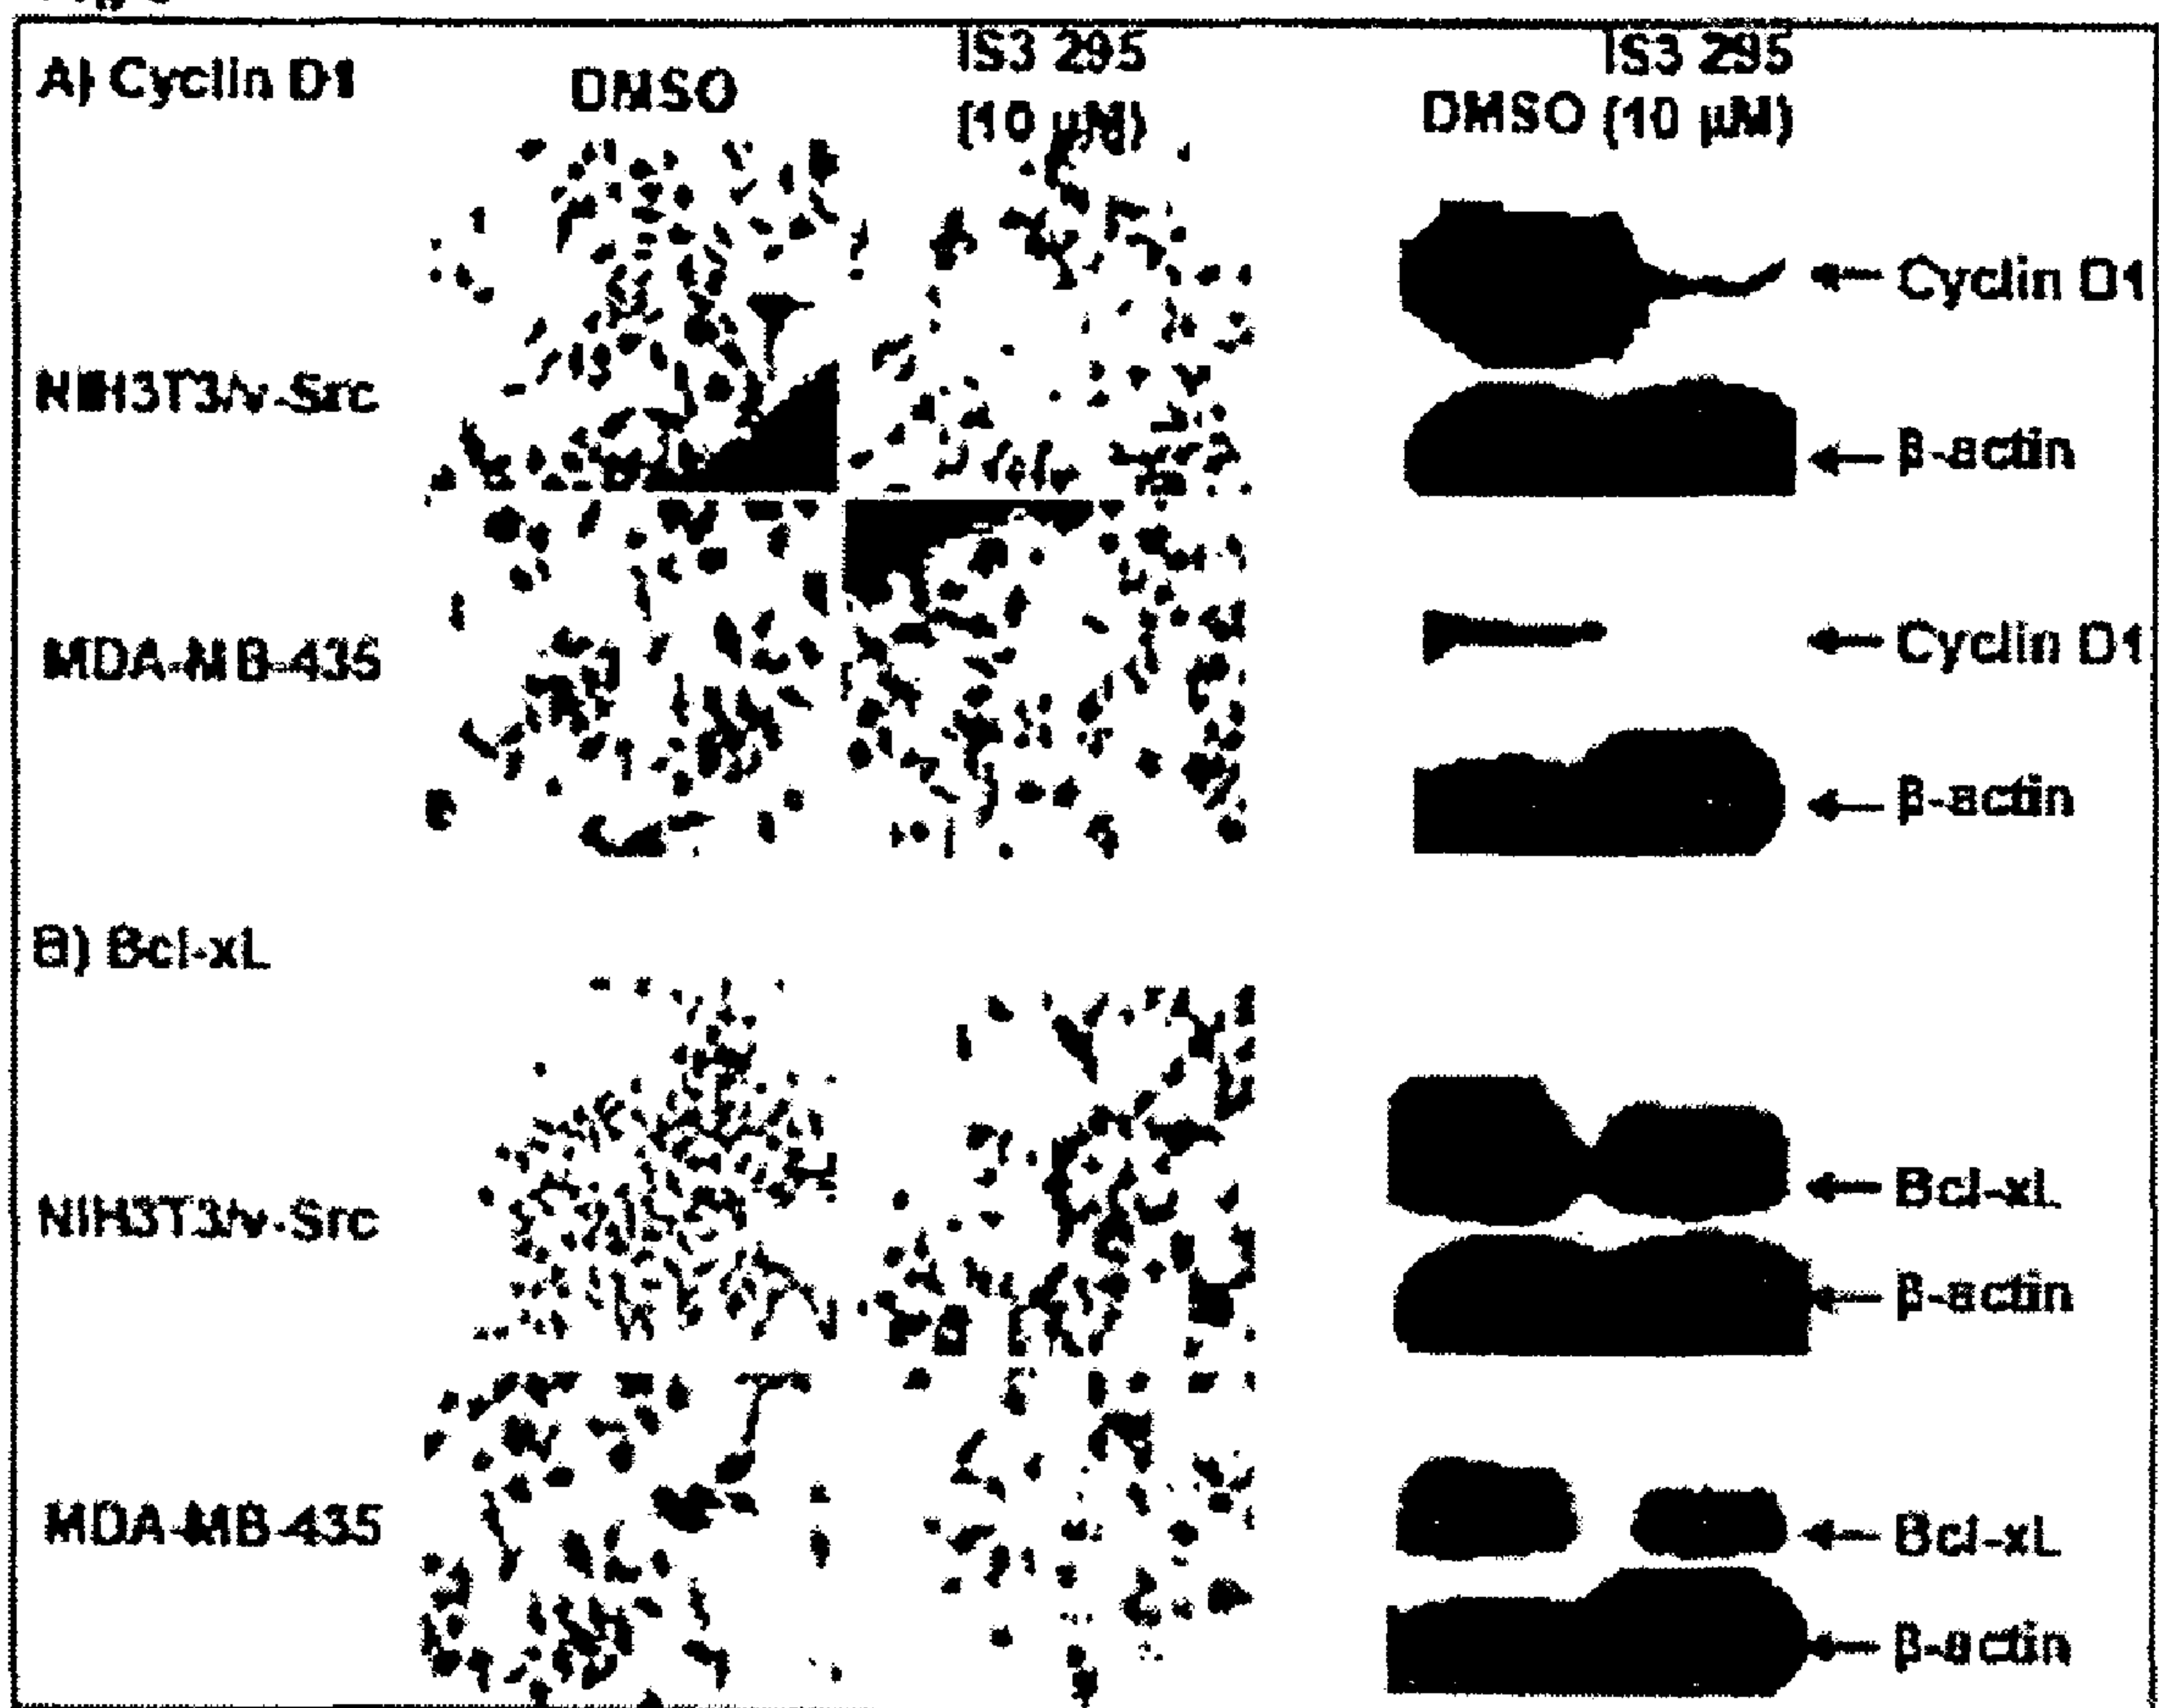 A) Cyclin D1
DMSO
IS3 295
(10 µM)
IS3 295
DMSO (10 µM)
NIH3T3/v-Src
Cyclin D1
β-actin
MDA-MB-435
Cyclin D1
β-actin
B) Bcl-xL
NIH3T3/v-Src
Bcl-xL
β-actin
MDA-MB-435
Bcl-xL
β-actin